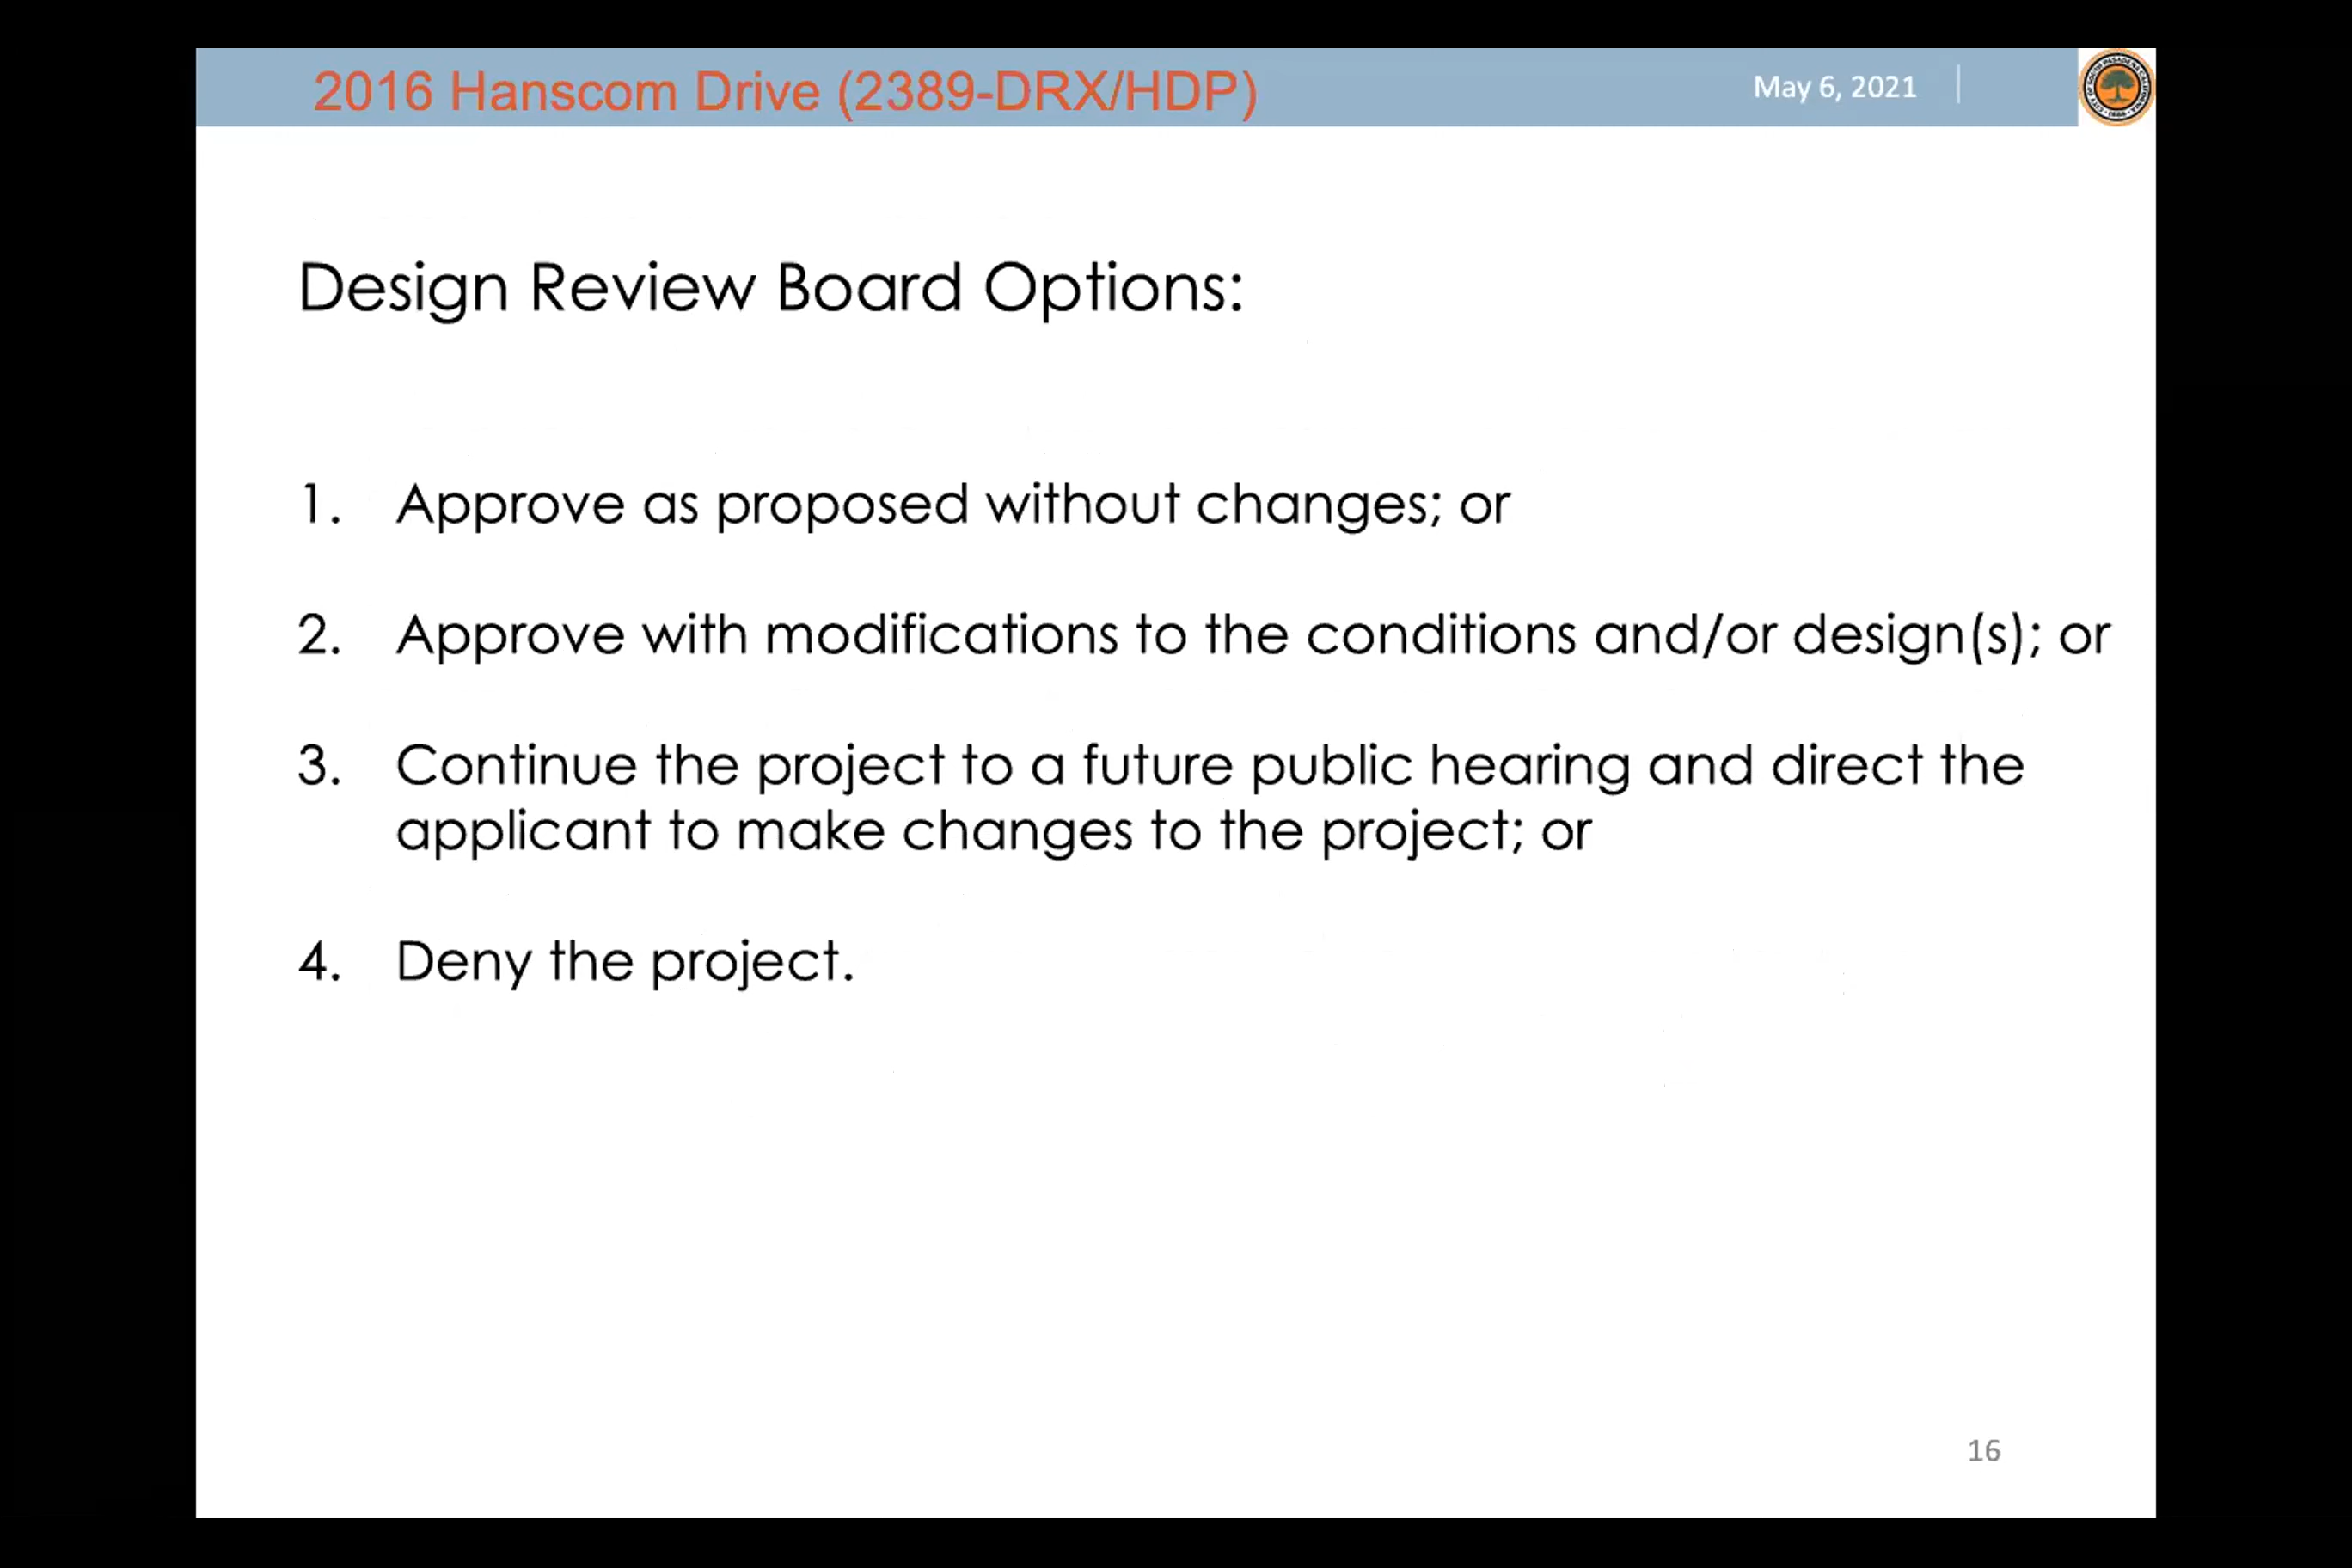 2016 Hanscom Drive (2389-DRX/HDP)
May 6, 2021
Design Review Board Options:
1. Approve as proposed without changes; or
2. Approve with modifications to the conditions and/or design(s); or
3. Continue the project to a future public hearing and direct the
applicant to make changes to the project; or
4. Deny the project.
16